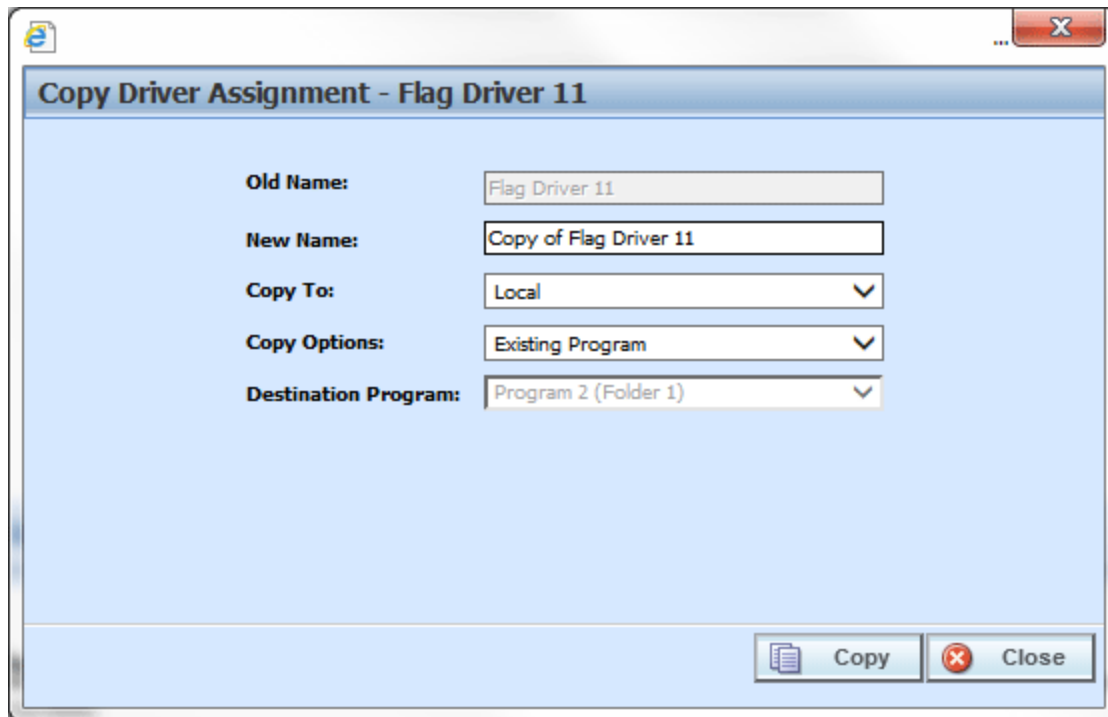 ...
X
Copy Driver Assignment - Flag Driver 11
Old Name: Flag Driver 11
New Name: Copy of Flag Driver 11
Copy To: Local
Copy Options: Existing Program
Destination Program: Program 2 (Folder 1)
Copy Close